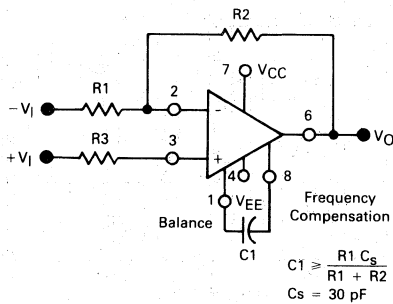 R2
7 VCC
R1
2
-VI
-
6
VO
R3
3
+VI
+
4
8
1 VEE
Frequency
Compensation
Balance
C1
C1 ≥ R1 Cs
R1 + R2
Cs = 30 pF